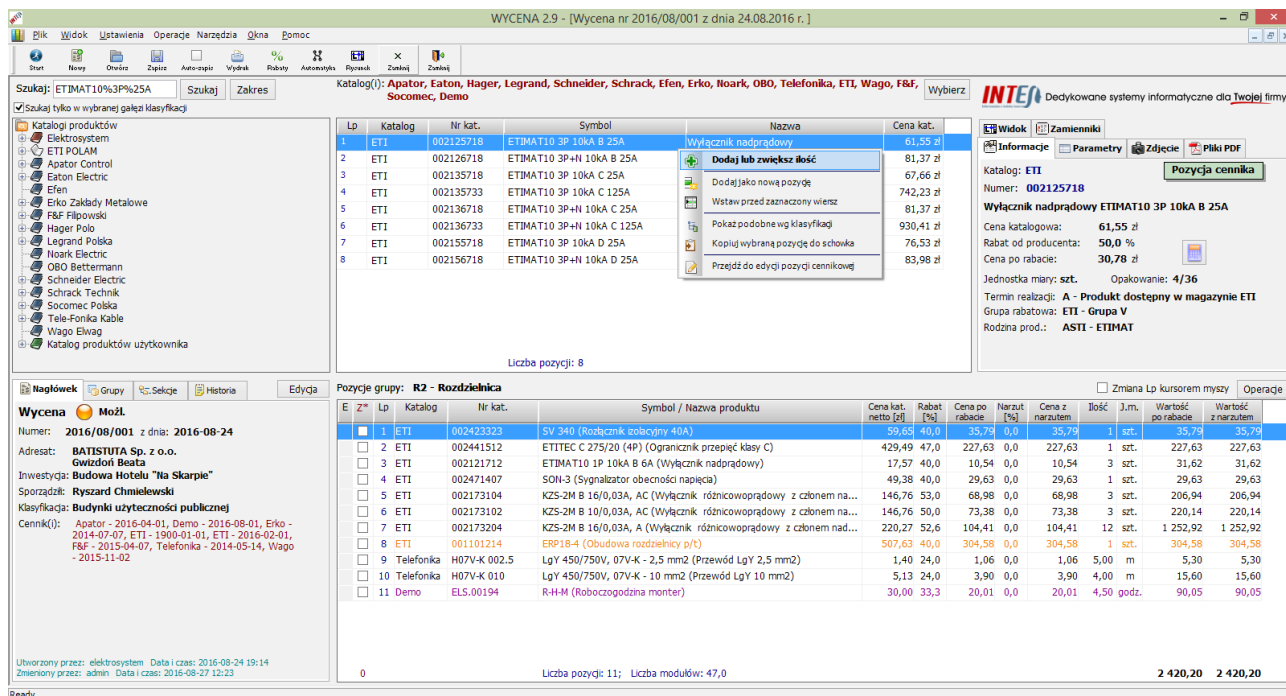 WYCENA 2.9 - [Wycena nr 2016/08/001 z dnia 24.08.2016 r. ]
Plik Widok Ustawienia Operacje Narzędzia Okna Pomoc
Start Nowy Otwórz Zapisz Auto-zapis Wydruk Rabaty Automatyka Rysunek Zamknij Zamknij
Szukaj: ETIMAT10%3P%25A Szukaj Zakres
Szukaj tylko w wybranej gałęzi klasyfikacji
Katalogi produktów
Elektrosystem
ETI POLAM
Apator Control
Eaton Electric
Efen
Erko Zakłady Metalowe
F&F Filipowski
Hager Polo
Legrand Polska
Noark Electric
OBO Bettermann
Schneider Electric
Schrack Technik
Socomec Polska
Tele-Fonika Kable
Wago Elwag
Katalog produktów użytkownika
Katalog(i): Apator, Eaton, Hager, Legrand, Schneider, Schrack, Efen, Erko, Noark, OBO, Telefonika, ETI, Wago, F&F,
Socomec, Demo
Wybierz
Lp Katalog Nr kat. Symbol Nazwa Cena kat.
1 ETI 002125718 ETIMAT10 3P 10kA B 25A Wyłącznik nadprądowy 61,55 zł
2 ETI 002126718 ETIMAT10 3P+N 10kA B 25A 81,37 zł
3 ETI 002135718 ETIMAT10 3P 10kA C 25A 67,66 zł
4 ETI 002135733 ETIMAT10 3P 10kA C 125A 742,23 zł
5 ETI 002136718 ETIMAT10 3P+N 10kA C 25A 81,37 zł
6 ETI 002136733 ETIMAT10 3P+N 10kA C 125A 930,41 zł
7 ETI 002155718 ETIMAT10 3P 10kA D 25A 76,53 zł
8 ETI 002156718 ETIMAT10 3P+N 10kA D 25A 83,98 zł
Dodaj lub zwiększ ilość
Dodaj jako nową pozycję
Wstaw przed zaznaczony wiersz
Pokaż podobne wg klasyfikacji
Kopiuj wybraną pozycję do schowka
Przejdź do edycji pozycji cennikowej
Liczba pozycji: 8
INTER Dedykowane systemy informatyczne dla Twojej firmy
Widok Zamienniki
Informacje Parametry Zdjęcie Pliki PDF
Katalog: ETI Pozycja cennika
Numer: 002125718
Wyłącznik nadprądowy ETIMAT10 3P 10kA B 25A
Cena katalogowa: 61,55 zł
Rabat od producenta: 50,0 %
Cena po rabacie: 30,78 zł
Jednostka miary: szt. Opakowanie: 4/36
Termin realizacji: A - Produkt dostępny w magazynie ETI
Grupa rabatowa: ETI - Grupa V
Rodzina prod.: ASTI - ETIMAT
Nagłówek Grupy Sekcje Historia Edycja
Wycena Możl.
Numer: 2016/08/001 z dnia: 2016-08-24
Adresat: BATISTUTA Sp. z o.o.
Gwizdoń Beata
Inwestycja: Budowa Hotelu "Na Skarpie"
Sporządził: Ryszard Chmielewski
Klasyfikacja: Budynki użyteczności publicznej
Cennik(i): Apator - 2016-04-01, Demo - 2016-08-01, Erko -
2014-07-07, ETI - 1900-01-01, ETI - 2016-02-01,
F&F - 2015-04-07, Telefonika - 2014-05-14, Wago
- 2015-11-02
Utworzony przez: elektrosystem Data i czas: 2016-08-24 19:14
Zmieniony przez: admin Data i czas: 2016-08-27 12:23
Pozycje grupy: R2 - Rozdzielnica Zmiana Lp kursorem myszy Operacje
E Z* Lp Katalog Nr kat. Symbol / Nazwa produktu Cena kat. netto [zł] Rabat [%] Cena po rabacie Narzut [%] Cena z narzutem Ilość J.m. Wartość po rabacie Wartość z narzutem
1 ETI 002423323 SV 340 (Rozłącznik izolacyjny 40A) 59,65 40,0 35,79 0,0 35,79 1 szt. 35,79 35,79
2 ETI 002441512 ETITEC C 275/20 (4P) (Ogranicznik przepięć klasy C) 429,49 47,0 227,63 0,0 227,63 1 szt. 227,63 227,63
3 ETI 002121712 ETIMAT10 1P 10kA B 6A (Wyłącznik nadprądowy) 17,57 40,0 10,54 0,0 10,54 3 szt. 31,62 31,62
4 ETI 002471407 SON-3 (Sygnalizator obecności napięcia) 49,38 40,0 29,63 0,0 29,63 1 szt. 29,63 29,63
5 ETI 002173104 KZS-2M B 16/0,03A, AC (Wyłącznik różnicowoprądowy z członem na... 146,76 53,0 68,98 0,0 68,98 3 szt. 206,94 206,94
6 ETI 002173102 KZS-2M B 10/0,03A, AC (Wyłącznik różnicowoprądowy z członem na... 146,76 50,0 73,38 0,0 73,38 3 szt. 220,14 220,14
7 ETI 002173204 KZS-2M B 16/0,03A, A (Wyłącznik różnicowoprądowy z członem nad... 220,27 52,6 104,41 0,0 104,41 12 szt. 1 252,92 1 252,92
8 ETI 001101214 ERP18-4 (Obudowa rozdzielnicy p/t) 507,63 40,0 304,58 0,0 304,58 1 szt. 304,58 304,58
9 Telefonika H07V-K 002.5 LgY 450/750V, 07V-K - 2,5 mm2 (Przewód LgY 2,5 mm2) 1,40 24,0 1,06 0,0 1,06 5,00 m 5,30 5,30
10 Telefonika H07V-K 010 LgY 450/750V, 07V-K - 10 mm2 (Przewód LgY 10 mm2) 5,13 24,0 3,90 0,0 3,90 4,00 m 15,60 15,60
11 Demo ELS.00194 R-H-M (Roboczogodzina monter) 30,00 33,3 20,01 0,0 20,01 4,50 godz. 90,05 90,05
0 Liczba pozycji: 11; Liczba modułów: 47,0 2 420,20 2 420,20
Ready